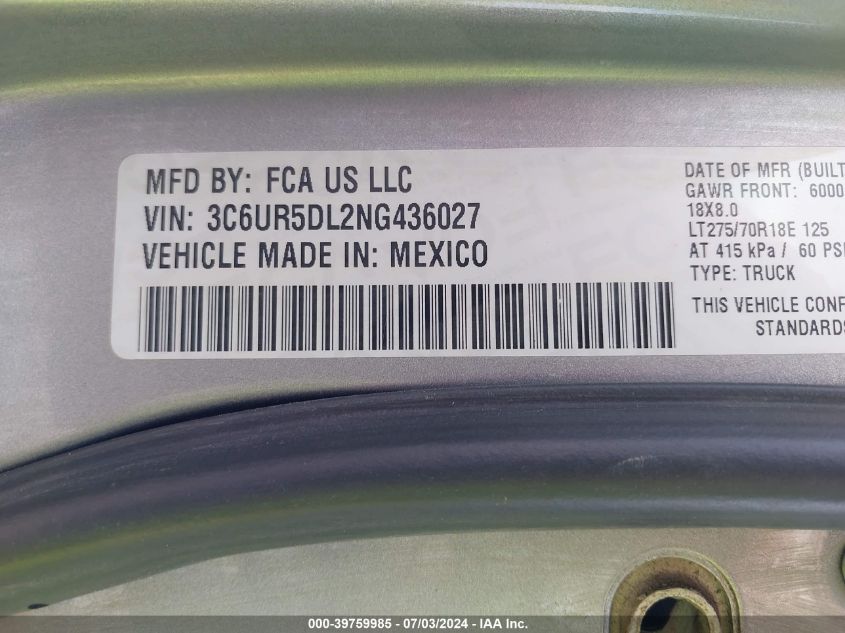 MFD BY: FCA US LLC
VIN: 3C6UR5DL2NG436027
VEHICLE MADE IN: MEXICO
DATE OF MFR (BUILT
GAWR FRONT: 6000
18X8.0
LT275/70R18E 125
AT 415 kPa / 60 PSI
TYPE: TRUCK
THIS VEHICLE CONF
STANDARDS
000-39759985 - 07/03/2024 - IAA Inc.